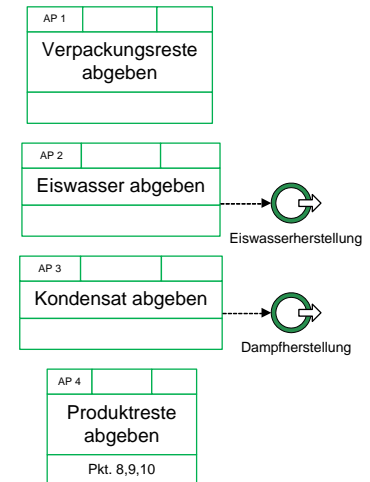 AP 1
Verpackungsreste
abgeben
AP 2
Eiswasser abgeben
Eiswasserherstellung
AP 3
Kondensat abgeben
Dampfherstellung
AP 4
Produktreste
abgeben
Pkt. 8,9,10